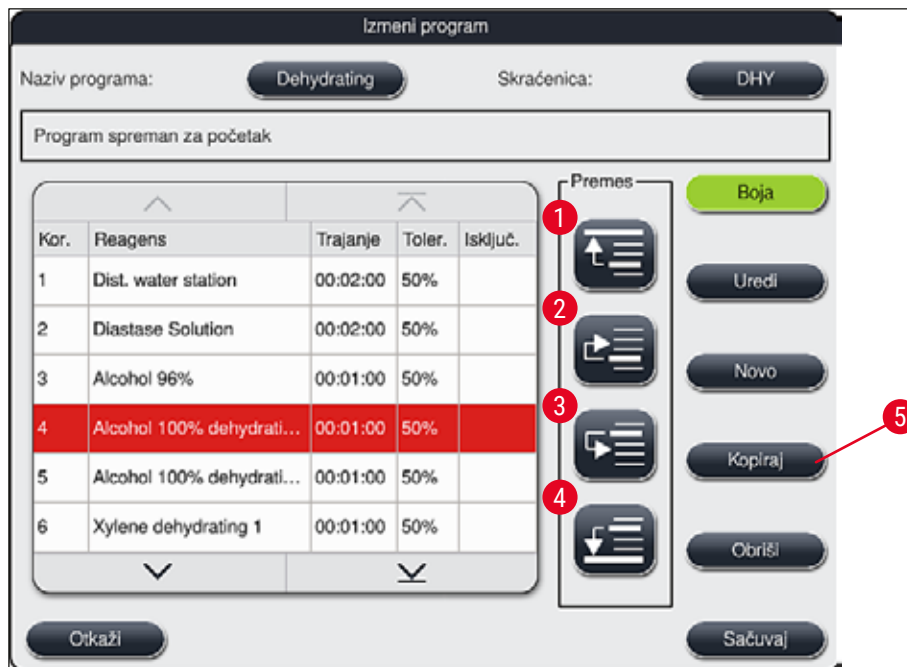 Izmeni program
Naziv programa: Dehydrating Skraćenica: DHY
Program spreman za početak
Premes
Boja
Kor. Reagens Trajanje Toler. Isključ.
1 Dist. water station 00:02:00 50%
2 Diastase Solution 00:02:00 50%
3 Alcohol 96% 00:01:00 50%
4 Alcohol 100% dehydrati... 00:01:00 50%
5 Alcohol 100% dehydrati... 00:01:00 50%
6 Xylene dehydrating 1 00:01:00 50%
1
2
3
4
Uredi
Novo
Kopiraj
5
Obriši
Otkaži
Sačuvaj